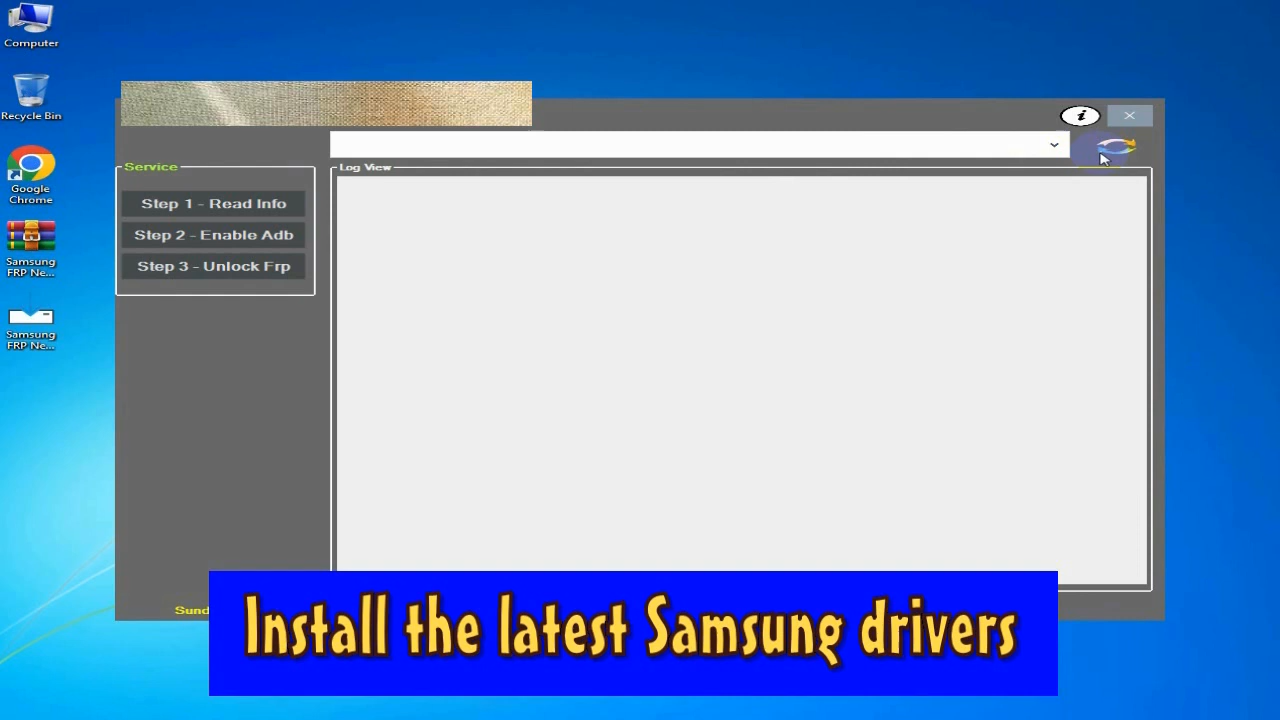 Computer
Recycle Bin
Google
Chrome
Samsung
FRP Ne...
Samsung
FRP Ne...
i
Service
Step 1 - Read Info
Step 2 - Enable Adb
Step 3 - Unlock Frp
Log View
Sund
Install the latest Samsung drivers